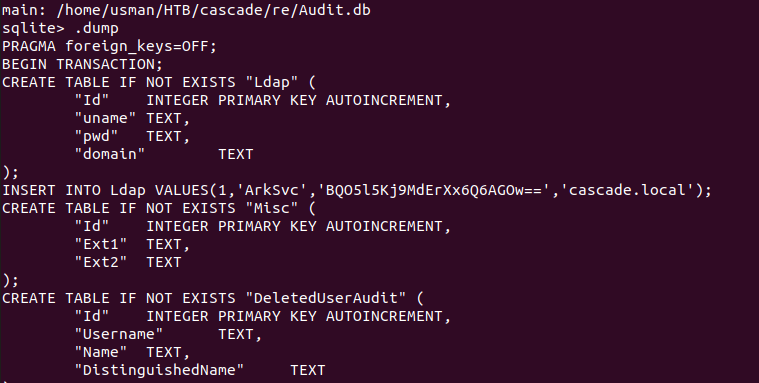 main: /home/usman/HTB/cascade/re/Audit.db
sqlite> .dump
PRAGMA foreign_keys=OFF;
BEGIN TRANSACTION;
CREATE TABLE IF NOT EXISTS "Ldap" (
"Id" INTEGER PRIMARY KEY AUTOINCREMENT,
"uname" TEXT,
"pwd" TEXT,
"domain" TEXT
);
INSERT INTO Ldap VALUES(1,'ArkSvc','BQO5l5Kj9MdErXx6Q6AGOw==','cascade.local');
CREATE TABLE IF NOT EXISTS "Misc" (
"Id" INTEGER PRIMARY KEY AUTOINCREMENT,
"Ext1" TEXT,
"Ext2" TEXT
);
CREATE TABLE IF NOT EXISTS "DeletedUserAudit" (
"Id" INTEGER PRIMARY KEY AUTOINCREMENT,
"Username" TEXT,
"Name" TEXT,
"DistinguishedName" TEXT